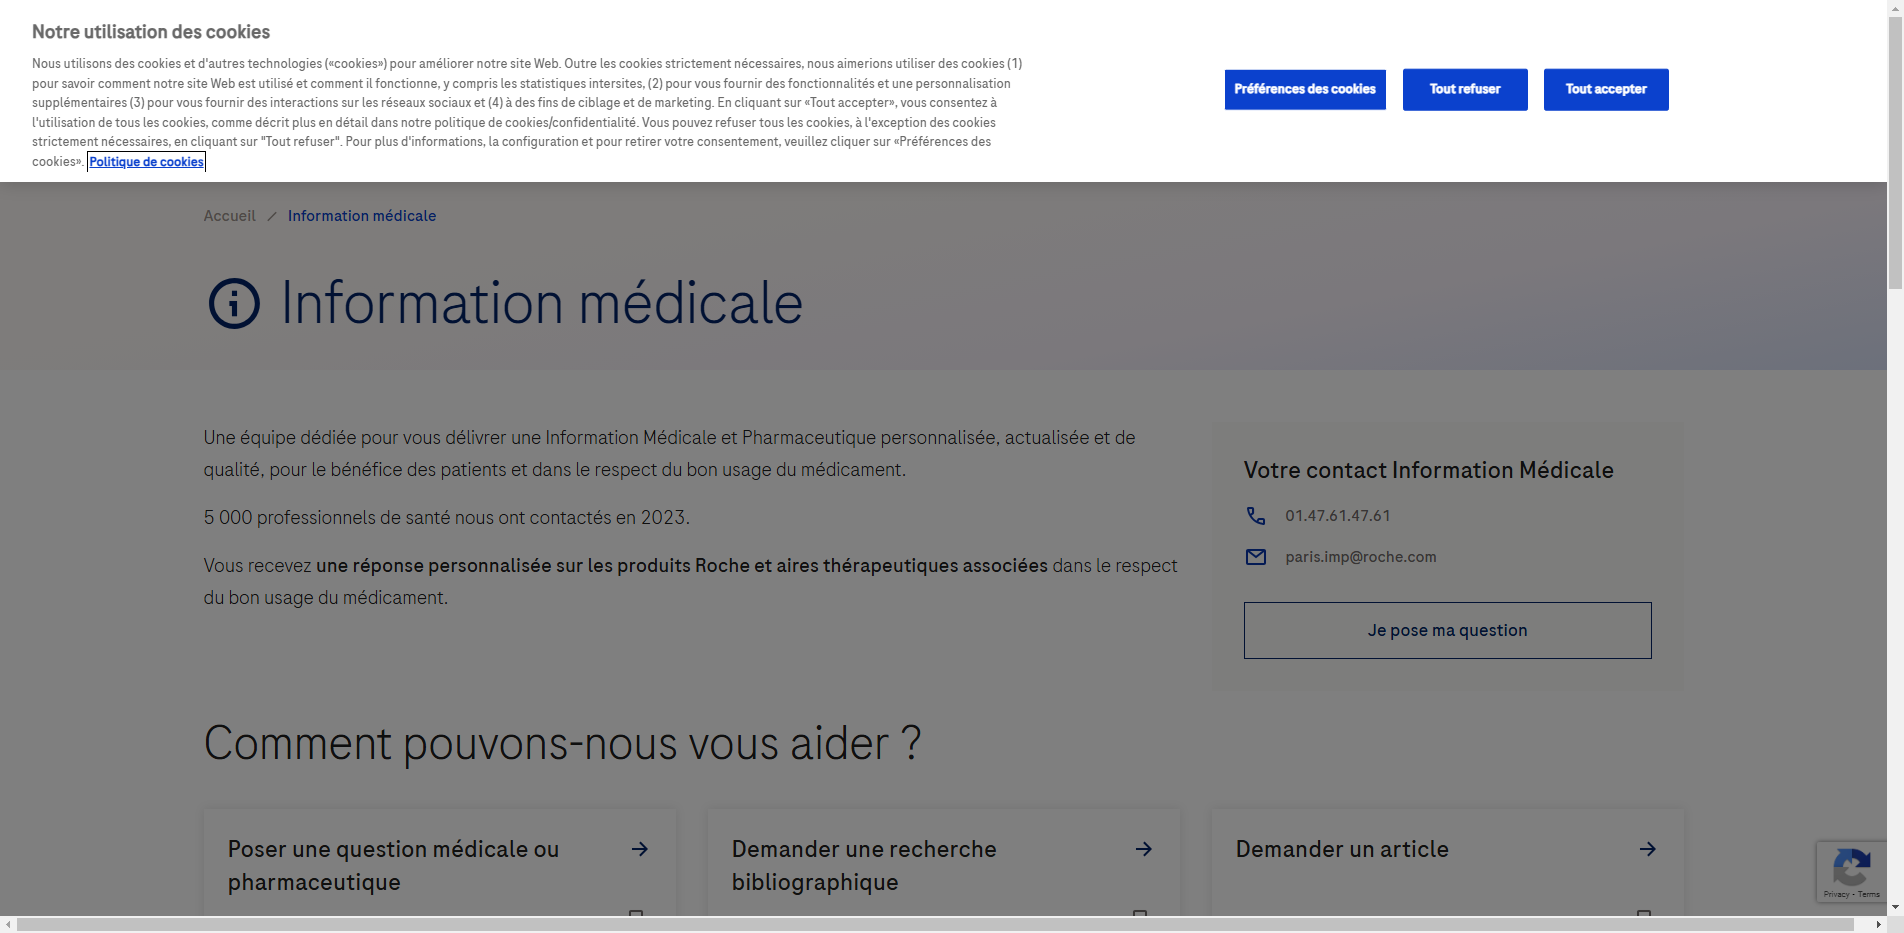 Notre utilisation des cookies
Nous utilisons des cookies et d'autres technologies («cookies») pour améliorer notre site Web. Outre les cookies strictement nécessaires, nous aimerions utiliser des cookies (1)
pour savoir comment notre site Web est utilisé et comment il fonctionne, y compris les statistiques intersites, (2) pour vous fournir des fonctionnalités et une personnalisation
supplémentaires (3) pour vous fournir des interactions sur les réseaux sociaux et (4) à des fins de ciblage et de marketing. En cliquant sur «Tout accepter», vous consentez à
l'utilisation de tous les cookies, comme décrit plus en détail dans notre politique de cookies/confidentialité. Vous pouvez refuser tous les cookies, à l'exception des cookies
strictement nécessaires, en cliquant sur "Tout refuser". Pour plus d'informations, la configuration et pour retirer votre consentement, veuillez cliquer sur «Préférences des
cookies». Politique de cookies
Préférences des cookies
Tout refuser
Tout accepter
Accueil / Information médicale
Information médicale
Une équipe dédiée pour vous délivrer une Information Médicale et Pharmaceutique personnalisée, actualisée et de
qualité, pour le bénéfice des patients et dans le respect du bon usage du médicament.
5 000 professionnels de santé nous ont contactés en 2023.
Vous recevez une réponse personnalisée sur les produits Roche et aires thérapeutiques associées dans le respect
du bon usage du médicament.
Votre contact Information Médicale
01.47.61.47.61
paris.imp@roche.com
Je pose ma question
Comment pouvons-nous vous aider ?
Poser une question médicale ou
pharmaceutique
Demander une recherche
bibliographique
Demander un article
Privacy - Terms